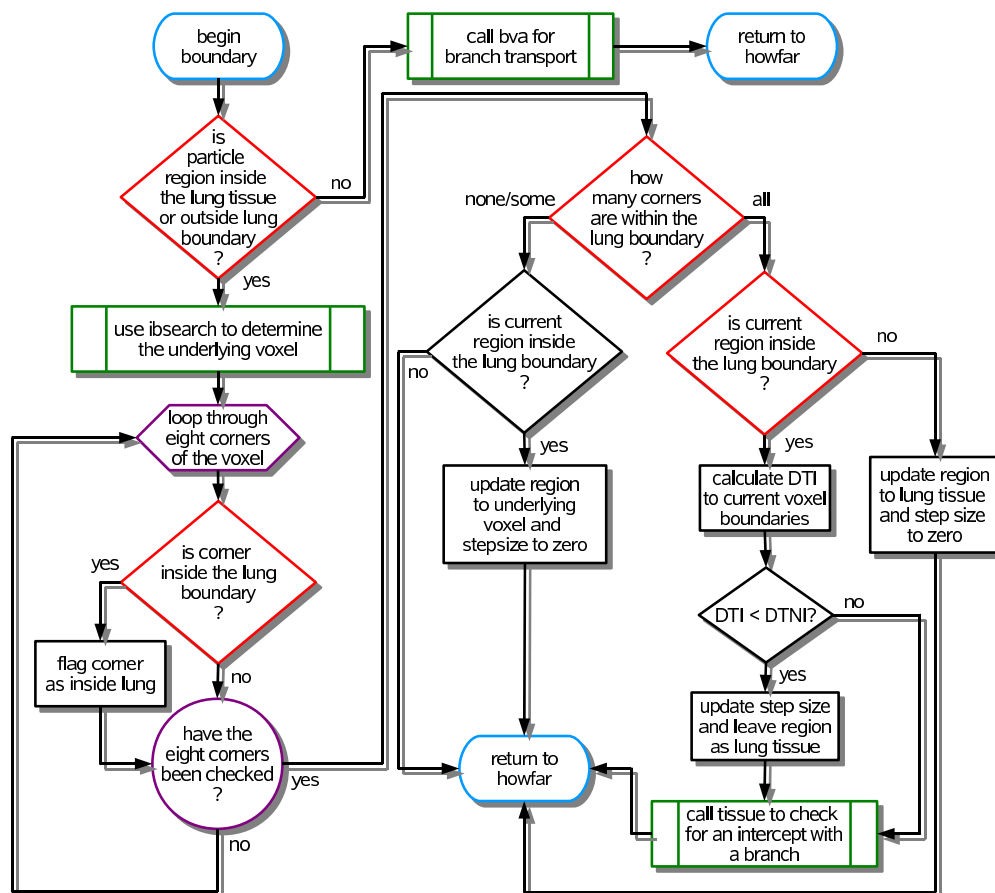 begin
boundary
call bva for
branch transport
return to
howfar
is
particle
region inside
the lung tissue
or outside lung
boundary
?
no
yes
use ibsearch to determine
the underlying voxel
loop through
eight corners
of the voxel
is corner
inside the lung
boundary
?
yes
no
flag corner
as inside lung
have the
eight corners
been checked
?
yes
no
how
many corners
are within the
lung boundary
?
none/some
all
is current
region inside
the lung boundary
?
no
yes
update region
to underlying
voxel and
stepsize to zero
is current
region inside
the lung boundary
?
no
yes
calculate DTI
to current voxel
boundaries
update region
to lung tissue
and step size
to zero
DTI < DTNI?
no
yes
update step size
and leave region
as lung tissue
return to
howfar
call tissue to check
for an intercept with
a branch